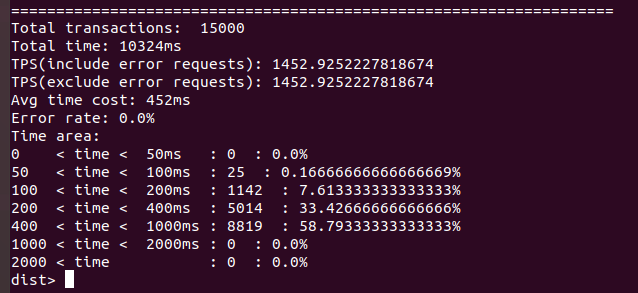 ===================================================================
Total transactions:  15000
Total time: 10324ms
TPS(include error requests): 1452.9252227818674
TPS(exclude error requests): 1452.9252227818674
Avg time cost: 452ms
Error rate: 0.0%
Time area:
0    < time <  50ms   : 0  : 0.0%
50   < time <  100ms  : 25  : 0.16666666666666669%
100  < time <  200ms  : 1142  : 7.613333333333333%
200  < time <  400ms  : 5014  : 33.42666666666666%
400  < time <  1000ms : 8819  : 58.79333333333333%
1000 < time <  2000ms : 0  : 0.0%
2000 < time           : 0  : 0.0%
dist>